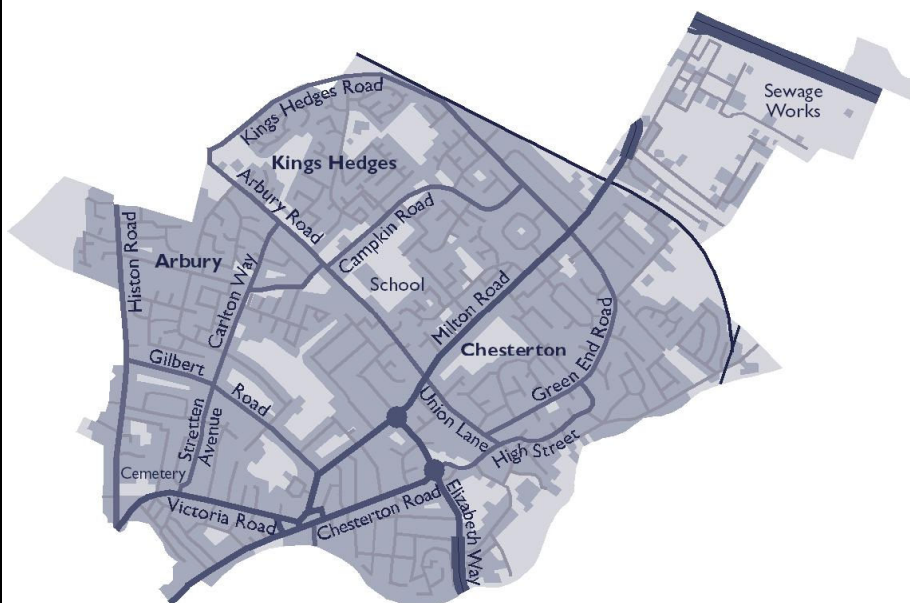 Sewage
Works
Kings Hedges Road
Kings Hedges
Arbury Road
Campkin Road
Histon Road
Arbury
Carlton Way
School
Milton Road
Chesterton
Green End Road
Gilbert
Road
Stretten
Avenue
Union Lane
High Street
Cemetery
Victoria Road
Chesterton Road
Elizabeth Way